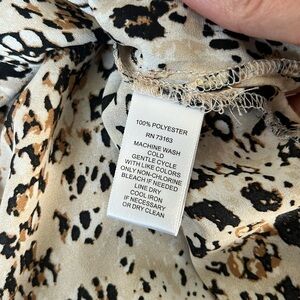 100% POLYESTER
RN 73163
MACHINE WASH
COLD
GENTLE CYCLE
WITH LIKE COLORS
ONLY NON-CHLORINE
BLEACH IF NEEDED
LINE DRY
COOL IRON
IF NECESSARY
OR DRY CLEAN